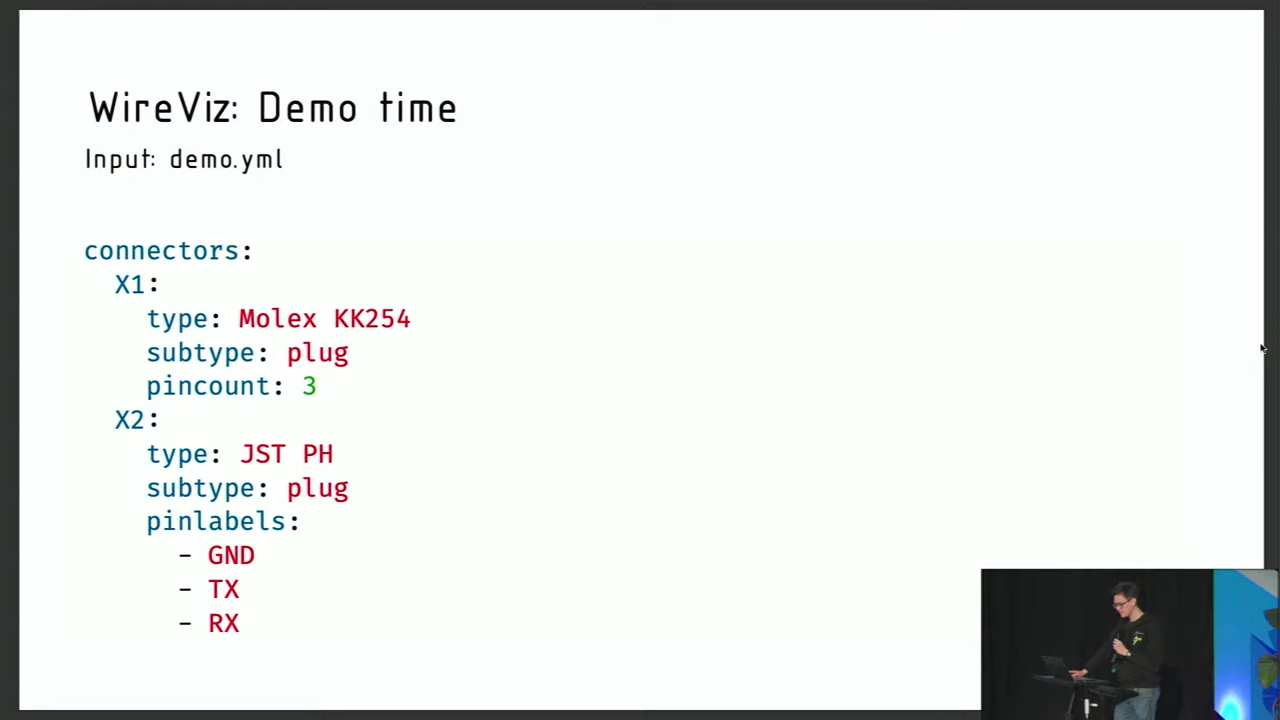 WireViz: Demo time
Input: demo.yml
connectors:
X1:
type: Molex KK254
subtype: plug
pincount: 3
X2:
type: JST PH
subtype: plug
pinlabels:
- GND
- TX
- RX